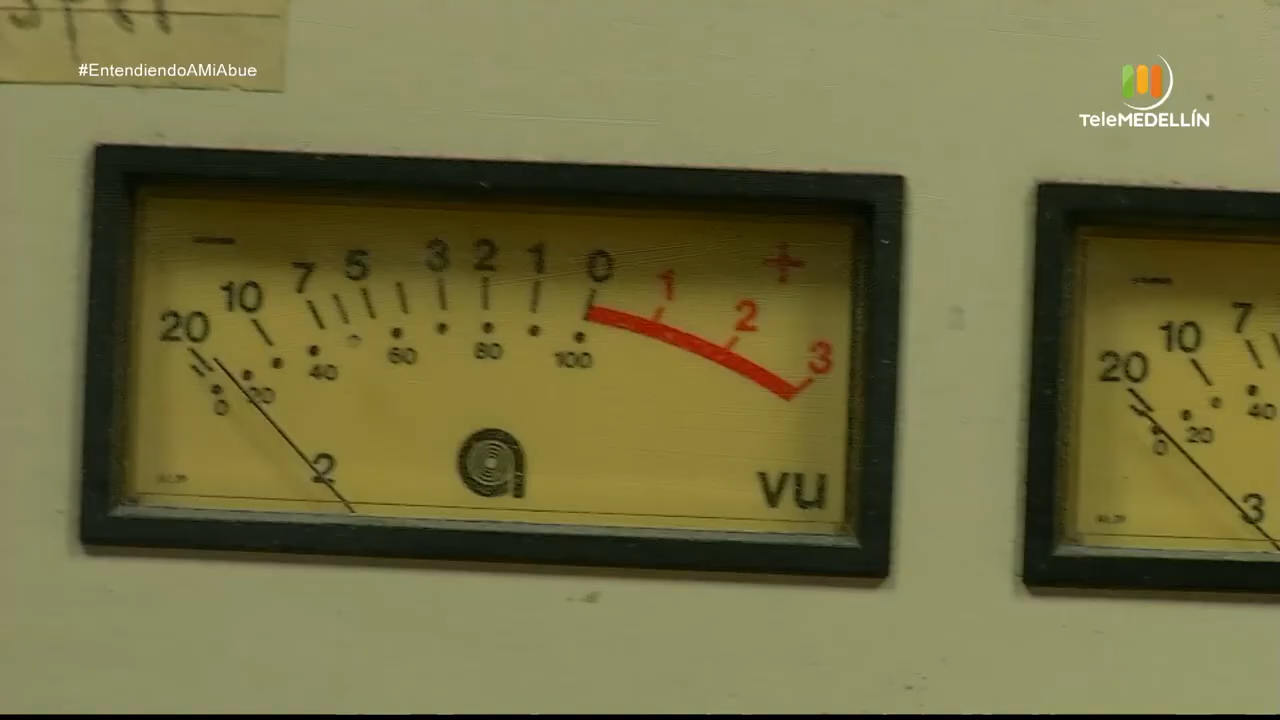 #EntendiendoAMiAbue
TeleMEDELLÍN
20 10 7 5 3 2 1 0 1 2 3 +
0 20 40 60 80 100
2
a
VU
20 10 7
0 20 40
3